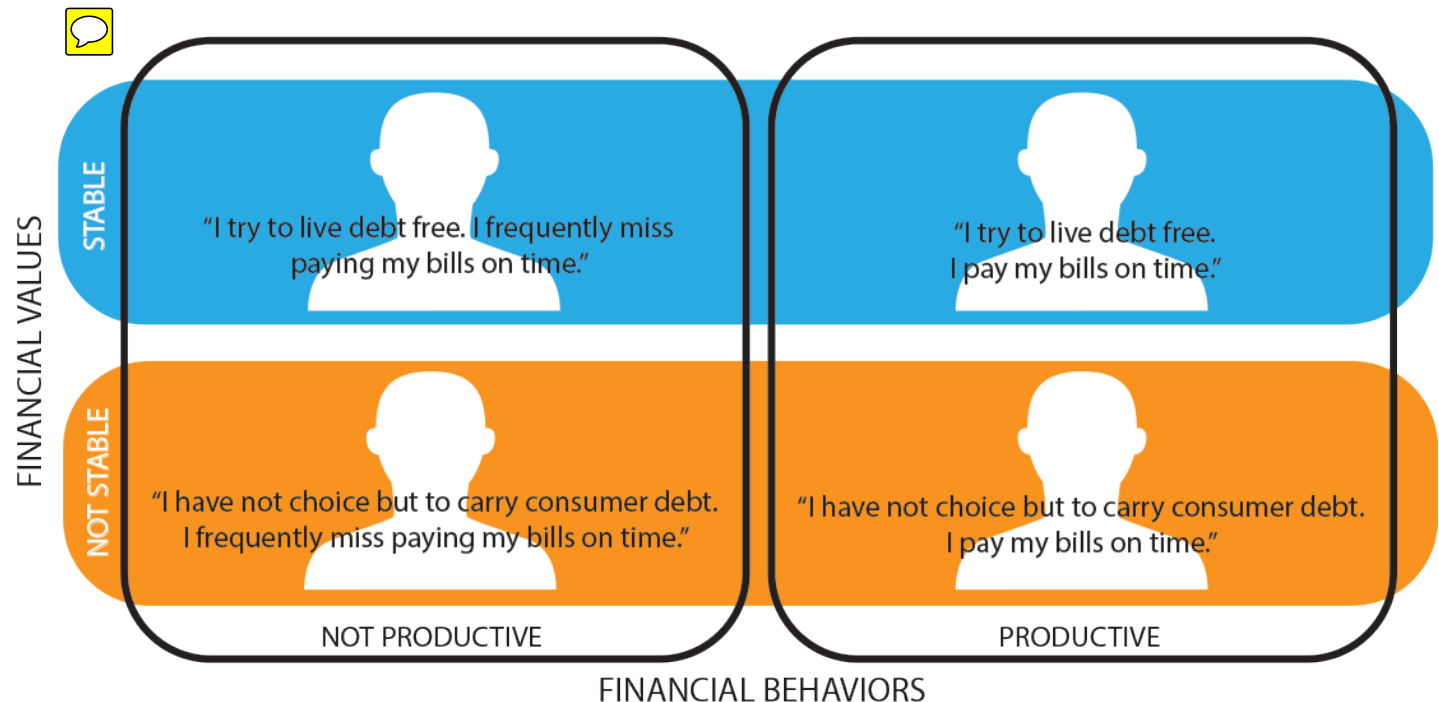 FINANCIAL VALUES
STABLE
“I try to live debt free. I frequently miss
paying my bills on time.”
“I try to live debt free.
I pay my bills on time.”
NOT STABLE
“I have not choice but to carry consumer debt.
I frequently miss paying my bills on time.”
“I have not choice but to carry consumer debt.
I pay my bills on time.”
NOT PRODUCTIVE
PRODUCTIVE
FINANCIAL BEHAVIORS